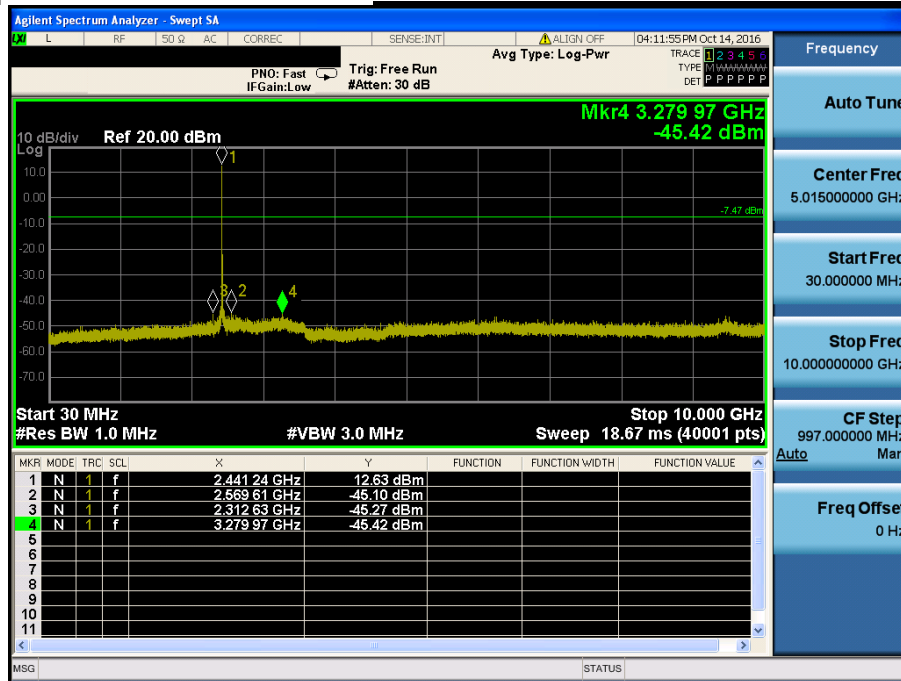 Agilent Spectrum Analyzer - Swept SA
LXI L RF 50 Ω AC CORREC SENSE:INT ALIGN OFF 04:11:55 PM Oct 14, 2016
Avg Type: Log-Pwr
TRACE 1 2 3 4 5 6
TYPE M W W W W W
DET P P P P P P
PNO: Fast
IFGain:Low
Trig: Free Run
#Atten: 30 dB
Mkr4 3.279 97 GHz
-45.42 dBm
10 dB/div Ref 20.00 dBm
Log
10.0
0.00
-10.0
-20.0
-30.0
-40.0
-50.0
-60.0
-70.0
1
-7.47 dBm
3 2 4
Start 30 MHz Stop 10.000 GHz
#Res BW 1.0 MHz #VBW 3.0 MHz Sweep 18.67 ms (40001 pts)
MKR MODE TRC SCL X Y FUNCTION FUNCTION WIDTH FUNCTION VALUE
1 N 1 f 2.441 24 GHz 12.63 dBm
2 N 1 f 2.569 61 GHz -45.10 dBm
3 N 1 f 2.312 63 GHz -45.27 dBm
4 N 1 f 3.279 97 GHz -45.42 dBm
5
6
7
8
9
10
11
MSG STATUS
Frequency
Auto Tune
Center Freq
5.015000000 GHz
Start Freq
30.000000 MHz
Stop Freq
10.000000000 GHz
CF Step
997.000000 MHz
Auto Man
Freq Offset
0 Hz